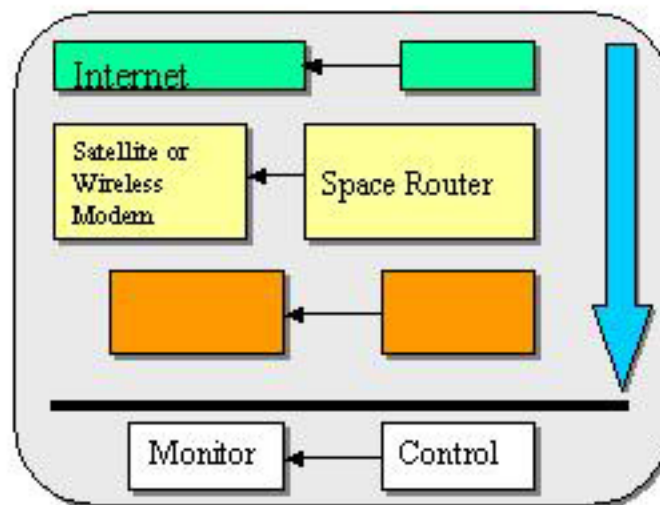 Internet
Satellite or
Wireless
Modem
Space Router
Monitor
Control